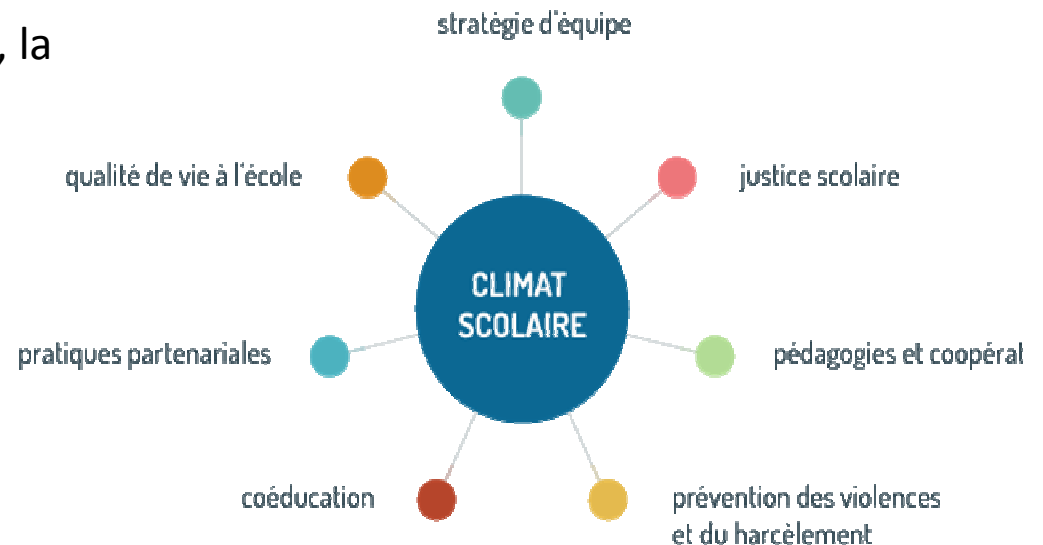 , la
stratégie d'équipe
qualité de vie à l'école
justice scolaire
CLIMAT
SCOLAIRE
pratiques partenariales
pédagogies et coopérat
coéducation
prévention des violences
et du harcèlement